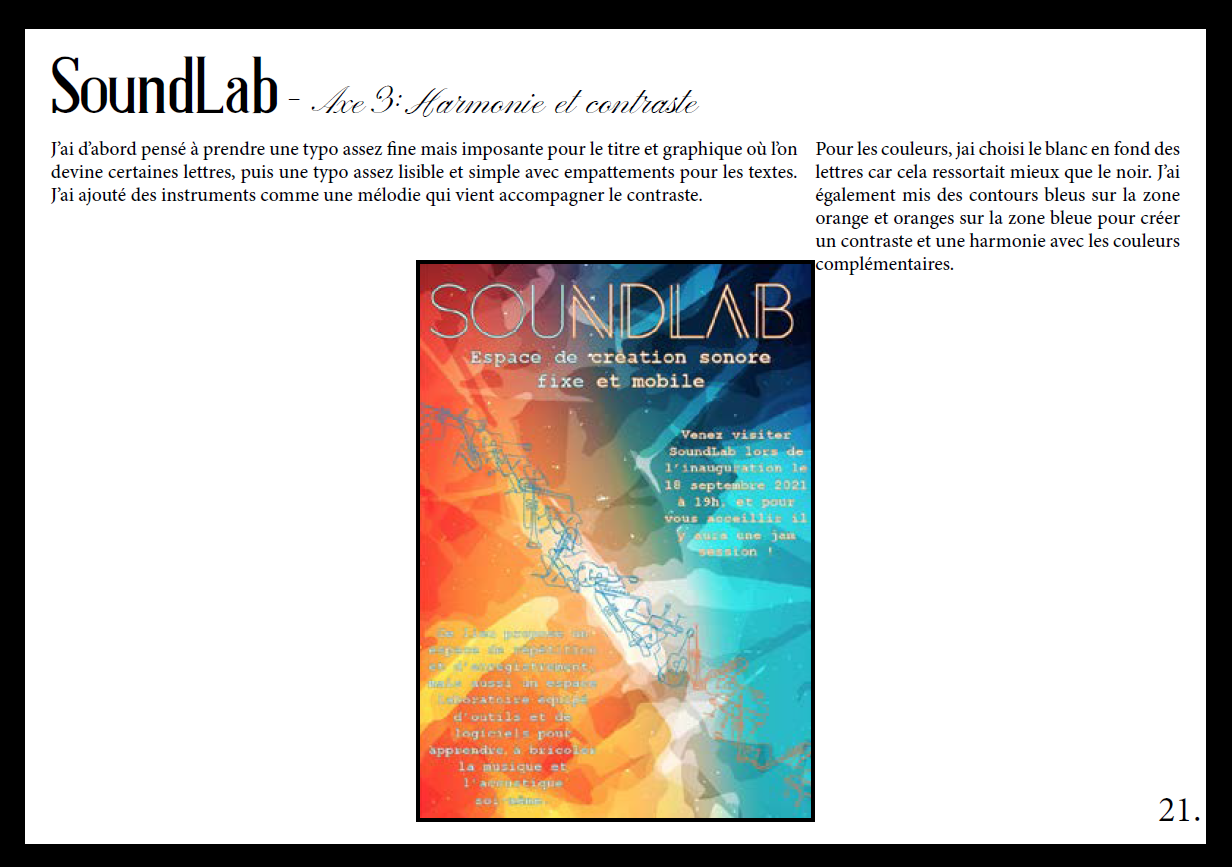 SoundLab - Axe 3: Harmonie et contraste
J’ai d’abord pensé à prendre une typo assez fine mais imposante pour le titre et graphique où l’on
devine certaines lettres, puis une typo assez lisible et simple avec empattements pour les textes.
J’ai ajouté des instruments comme une mélodie qui vient accompagner le contraste.
Pour les couleurs, jai choisi le blanc en fond des
lettres car cela ressortait mieux que le noir. J’ai
également mis des contours bleus sur la zone
orange et oranges sur la zone bleue pour créer
un contraste et une harmonie avec les couleurs
complémentaires.
SOUNDLAB
Espace de création sonore
fixe et mobile
Venez visiter
SoundLab lors de
l'inauguration le
18 septembre 2021
à 19h, et pour
vous acceillir il
y aura une jam
session !
Ce lieu propose un
espace de répétition
et d'enregistrement,
mais aussi un espace
laboratoire équipé
d'outils et de
logiciels pour
apprendre à bricoler
la musique et
l'acoustique
soi-même.
21.